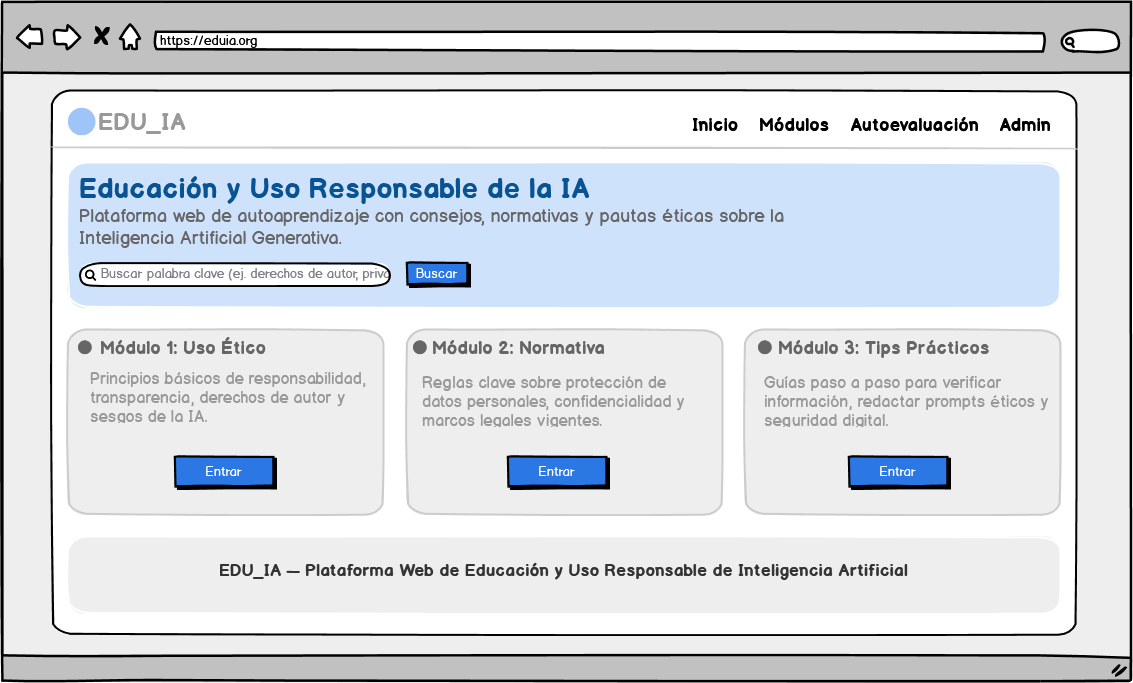 https://eduia.org
EDU_IA
Inicio Módulos Autoevaluación Admin
Educación y Uso Responsable de la IA
Plataforma web de autoaprendizaje con consejos, normativas y pautas éticas sobre la
Inteligencia Artificial Generativa.
Buscar palabra clave (ej. derechos de autor, priva
Buscar
Módulo 1: Uso Ético
Principios básicos de responsabilidad,
transparencia, derechos de autor y
sesgos de la IA.
Entrar
Módulo 2: Normativa
Reglas clave sobre protección de
datos personales, confidencialidad y
marcos legales vigentes.
Entrar
Módulo 3: Tips Prácticos
Guías paso a paso para verificar
información, redactar prompts éticos y
seguridad digital.
Entrar
EDU_IA — Plataforma Web de Educación y Uso Responsable de Inteligencia Artificial